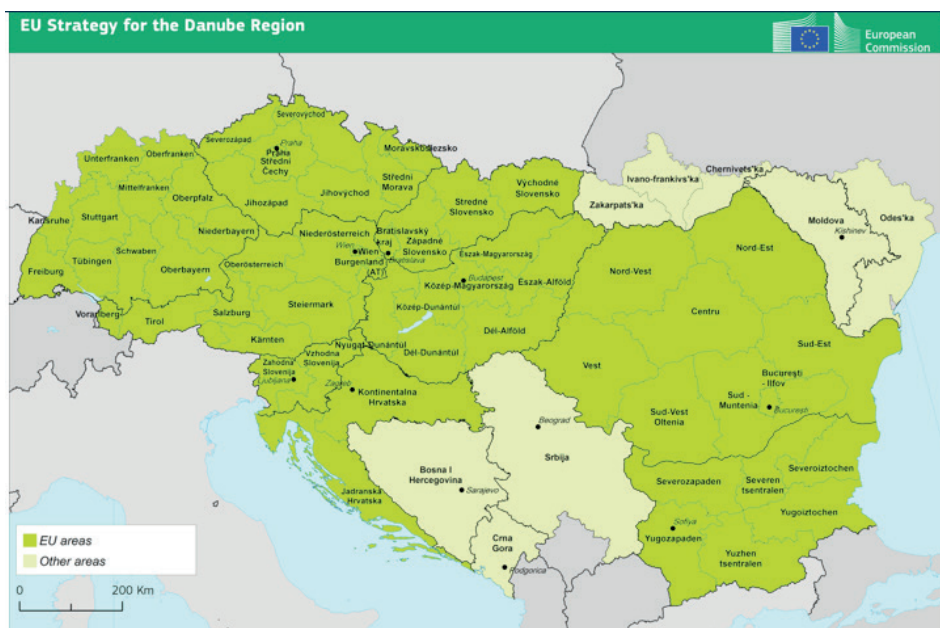 EU Strategy for the Danube Region
European
Commission
Severovýchod
Severozápad
Praha
Praha
Střední
Čechy
Moravskoslezsko
Střední
Morava
Jihovýchod
Jihozápad
Unterfranken
Oberfranken
Mittelfranken
Oberpfalz
Karlsruhe
Stuttgart
Niederbayern
Schwaben
Tübingen
Freiburg
Oberbayern
Oberösterreich
Niederösterreich
Wien
Wien
Burgenland
(AT)
Bratislavský
kraj
Bratislava
Západné
Slovensko
Stredné
Slovensko
Východné
Slovensko
Zakarpats'ka
Ivano-frankivs'ka
Chernivets'ka
Moldova
Kishinev
Odes'ka
Vorarlberg
Tirol
Salzburg
Steiermark
Kärnten
Észak-Magyarország
Budapest
Közép-Magyarország
Észak-Alföld
Közép-Dunántúl
Nyugat-Dunántúl
Dél-Dunántúl
Dél-Alföld
Nord-Vest
Nord-Est
Centru
Sud-Est
Vest
Bucureşti
- Ilfov
Sud -
Muntenia
Bucureşti
Sud-Vest
Oltenia
Zahodna
Slovenija
Ljubljana
Vzhodna
Slovenija
Zagreb
Kontinentalna
Hrvatska
Jadranska
Hrvatska
Bosna I
Hercegovina
Sarajevo
Beograd
Srbija
Crna
Gora
Podgorica
Severozapaden
Severen
tsentralen
Severoiztochen
Yugoiztochen
Sofiya
Yugozapaden
Yuzhen
tsentralen
EU areas
Other areas
0 200 Km